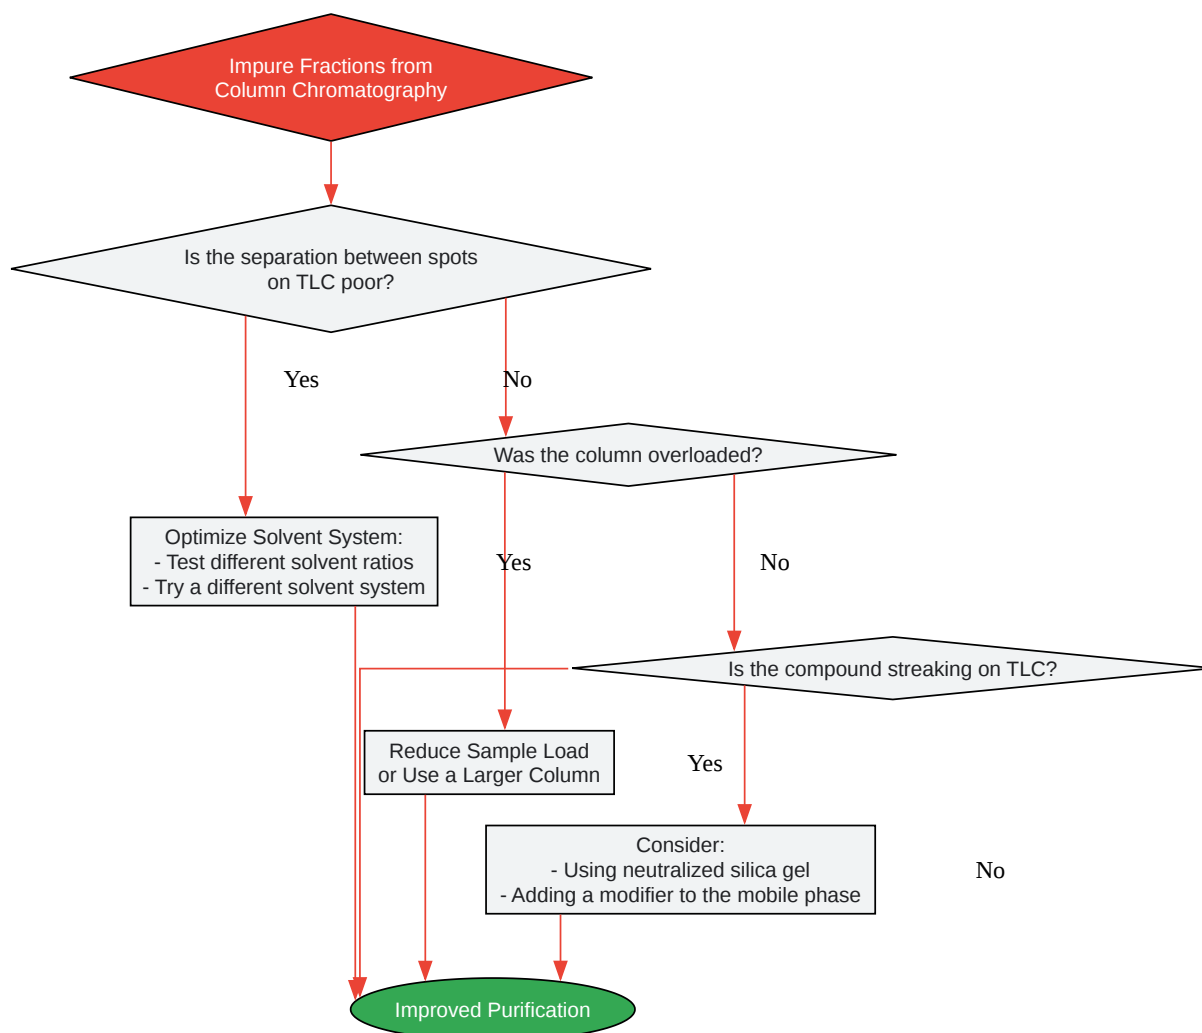 Impure Fractions from
Column Chromatography
Is the separation between spots
on TLC poor?
Yes
No
Was the column overloaded?
Optimize Solvent System:
- Test different solvent ratios
- Try a different solvent system
Yes
No
Is the compound streaking on TLC?
Reduce Sample Load
or Use a Larger Column
Yes
Consider:
- Using neutralized silica gel
- Adding a modifier to the mobile phase
No
Improved Purification